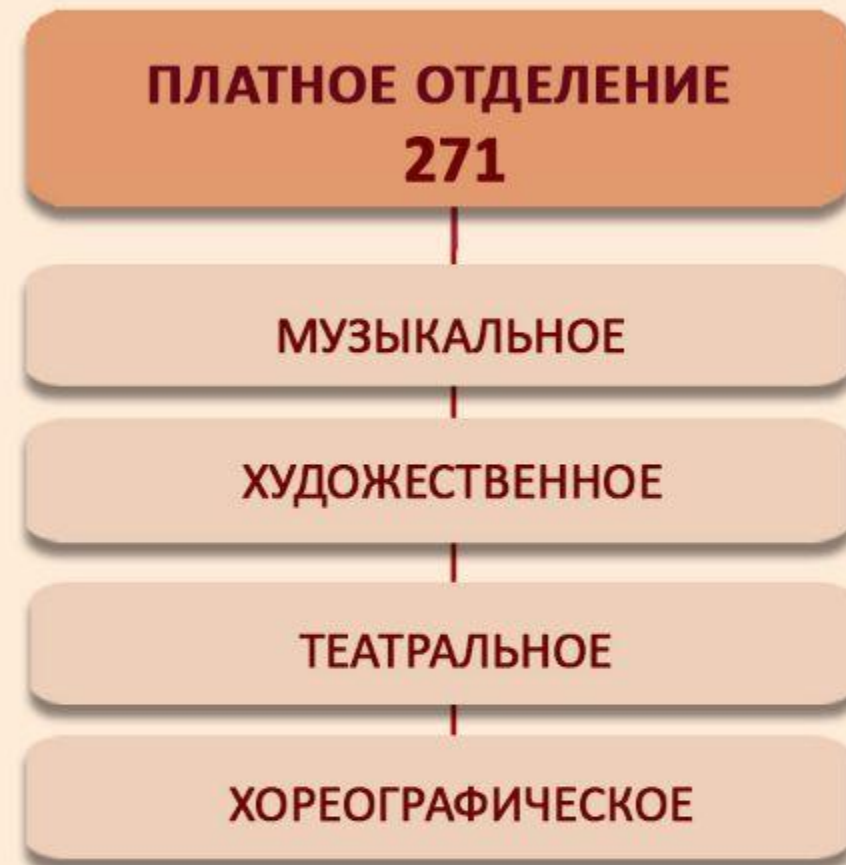 ПЛАТНОЕ ОТДЕЛЕНИЕ
271
МУЗЫКАЛЬНОЕ
ХУДОЖЕСТВЕННОЕ
ТЕАТРАЛЬНОЕ
ХОРЕОГРАФИЧЕСКОЕ